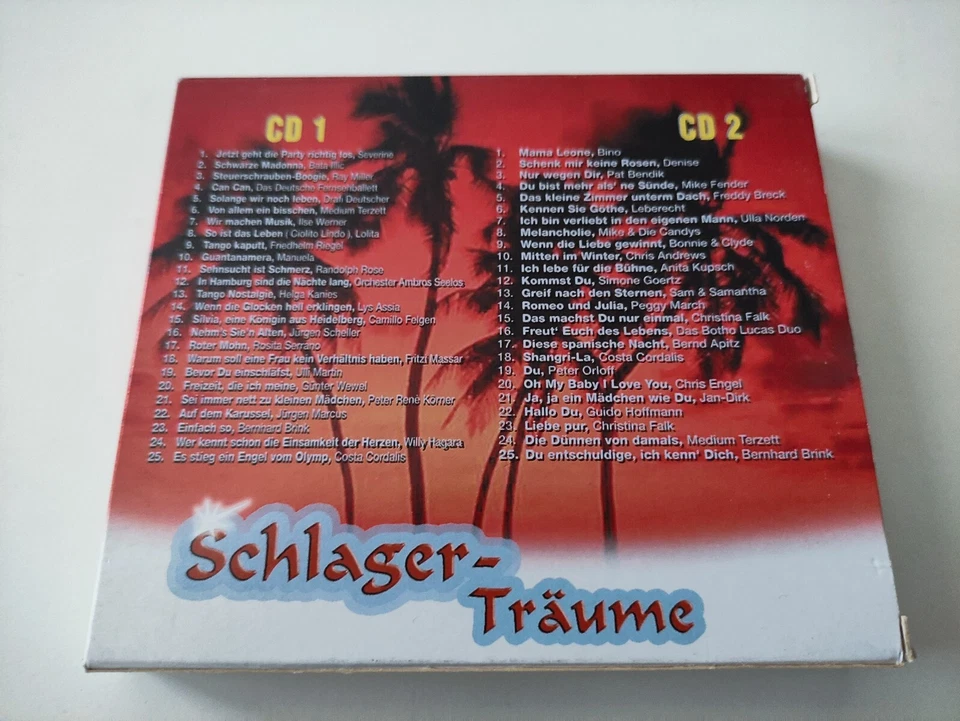 CD 1
1. Jetzt geht die Party richtig los, Severine
2. Schwarze Madonna, Bata Illic
3. Steuerschrauben-Boogie, Ray Miller
4. Can Can, Das Deutsche Fernsehballett
5. Solange wir noch leben, Drafi Deutscher
6. Von allem ein bisschen, Medium Terzett
7. Wir machen Musik, Ilse Werner
8. So ist das Leben ( Ciolito Lindo ), Lolita
9. Tango kaputt, Friedhelm Riegel
10. Guantanamera, Manuela
11. Sehnsucht ist Schmerz, Randolph Rose
12. In Hamburg sind die Nächte lang, Orchester Ambros Seelos
13. Tango Nostalgie, Helga Kanies
14. Wenn die Glocken hell erklingen, Lys Assia
15. Silvia, eine Königin aus Heidelberg, Camillo Felgen
16. Nehm's Sie'n Alten, Jürgen Scheller
17. Roter Mohn, Rosita Serrano
18. Warum soll eine Frau kein Verhältnis haben, Fritzi Massar
19. Bevor Du einschläfst, Ulli Martin
20. Freizeit, die ich meine, Günter Wewel
21. Sei immer nett zu kleinen Mädchen, Peter Renè Körner
22. Auf dem Karussel, Jürgen Marcus
23. Einfach so, Bernhard Brink
24. Wer kennt schon die Einsamkeit der Herzen, Willy Hagara
25. Es stieg ein Engel vom Olymp, Costa Cordalis
CD 2
1. Mama Leone, Bino
2. Schenk mir keine Rosen, Denise
3. Nur wegen Dir, Pat Bendik
4. Du bist mehr als' ne Sünde, Mike Fender
5. Das kleine Zimmer unterm Dach, Freddy Breck
6. Kennen Sie Göthe, Leberecht
7. Ich bin verliebt in den eigenen Mann, Ulla Norden
8. Melancholie, Mike & Die Candys
9. Wenn die Liebe gewinnt, Bonnie & Clyde
10. Mitten im Winter, Chris Andrews
11. Ich lebe für die Bühne, Anita Kupsch
12. Kommst Du, Simone Goertz
13. Greif nach den Sternen, Sam & Samantha
14. Romeo und Julia, Peggy March
15. Das machst Du nur einmal, Christina Falk
16. Freut' Euch des Lebens, Das Botho Lucas Duo
17. Diese spanische Nacht, Bernd Apitz
18. Shangri-La, Costa Cordalis
19. Du, Peter Orloff
20. Oh My Baby I Love You, Chris Engel
21. Ja, ja ein Mädchen wie Du, Jan-Dirk
22. Hallo Du, Guido Hoffmann
23. Liebe pur, Christina Falk
24. Die Dünnen von damals, Medium Terzett
25. Du entschuldige, ich kenn' Dich, Bernhard Brink
Schlager-
Träume